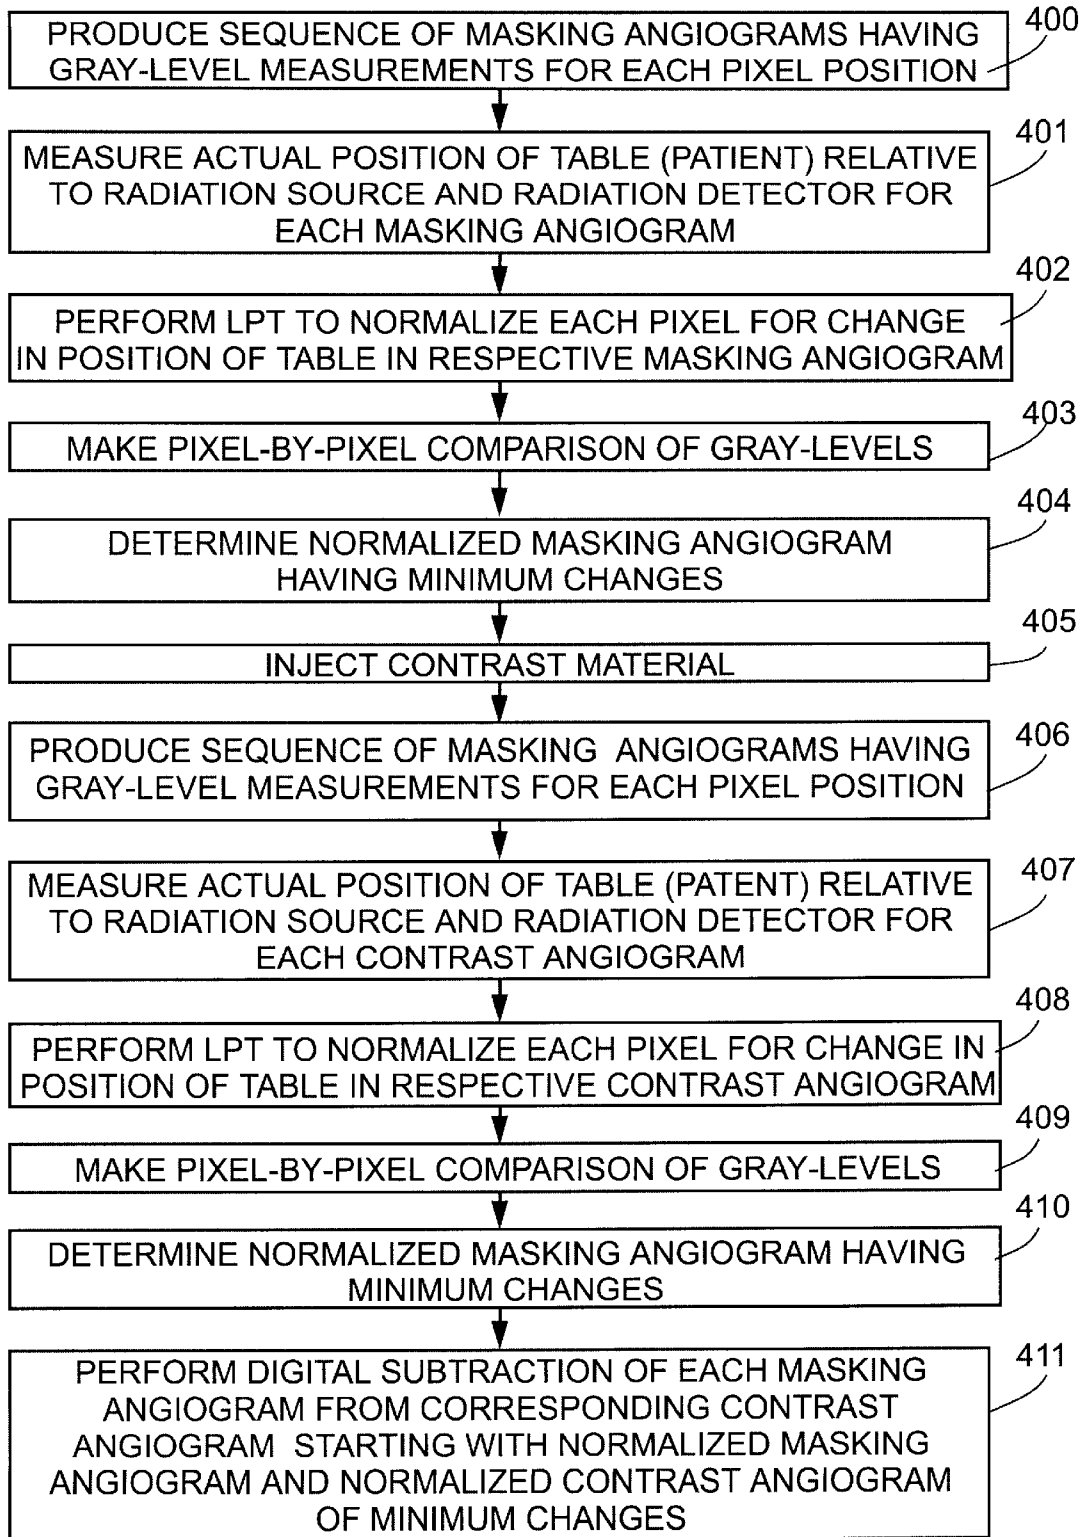 PRODUCE SEQUENCE OF MASKING ANGIOGRAMS HAVING
GRAY-LEVEL MEASUREMENTS FOR EACH PIXEL POSITION
400
MEASURE ACTUAL POSITION OF TABLE (PATIENT) RELATIVE
TO RADIATION SOURCE AND RADIATION DETECTOR FOR
EACH MASKING ANGIOGRAM
401
PERFORM LPT TO NORMALIZE EACH PIXEL FOR CHANGE
IN POSITION OF TABLE IN RESPECTIVE MASKING ANGIOGRAM
402
MAKE PIXEL-BY-PIXEL COMPARISON OF GRAY-LEVELS
403
DETERMINE NORMALIZED MASKING ANGIOGRAM
HAVING MINIMUM CHANGES
404
INJECT CONTRAST MATERIAL
405
PRODUCE SEQUENCE OF MASKING ANGIOGRAMS HAVING
GRAY-LEVEL MEASUREMENTS FOR EACH PIXEL POSITION
406
MEASURE ACTUAL POSITION OF TABLE (PATENT) RELATIVE
TO RADIATION SOURCE AND RADIATION DETECTOR FOR
EACH CONTRAST ANGIOGRAM
407
PERFORM LPT TO NORMALIZE EACH PIXEL FOR CHANGE IN
POSITION OF TABLE IN RESPECTIVE CONTRAST ANGIOGRAM
408
MAKE PIXEL-BY-PIXEL COMPARISON OF GRAY-LEVELS
409
DETERMINE NORMALIZED MASKING ANGIOGRAM HAVING
MINIMUM CHANGES
410
PERFORM DIGITAL SUBTRACTION OF EACH MASKING
ANGIOGRAM FROM CORRESPONDING CONTRAST
ANGIOGRAM STARTING WITH NORMALIZED MASKING
ANGIOGRAM AND NORMALIZED CONTRAST ANGIOGRAM
OF MINIMUM CHANGES
411